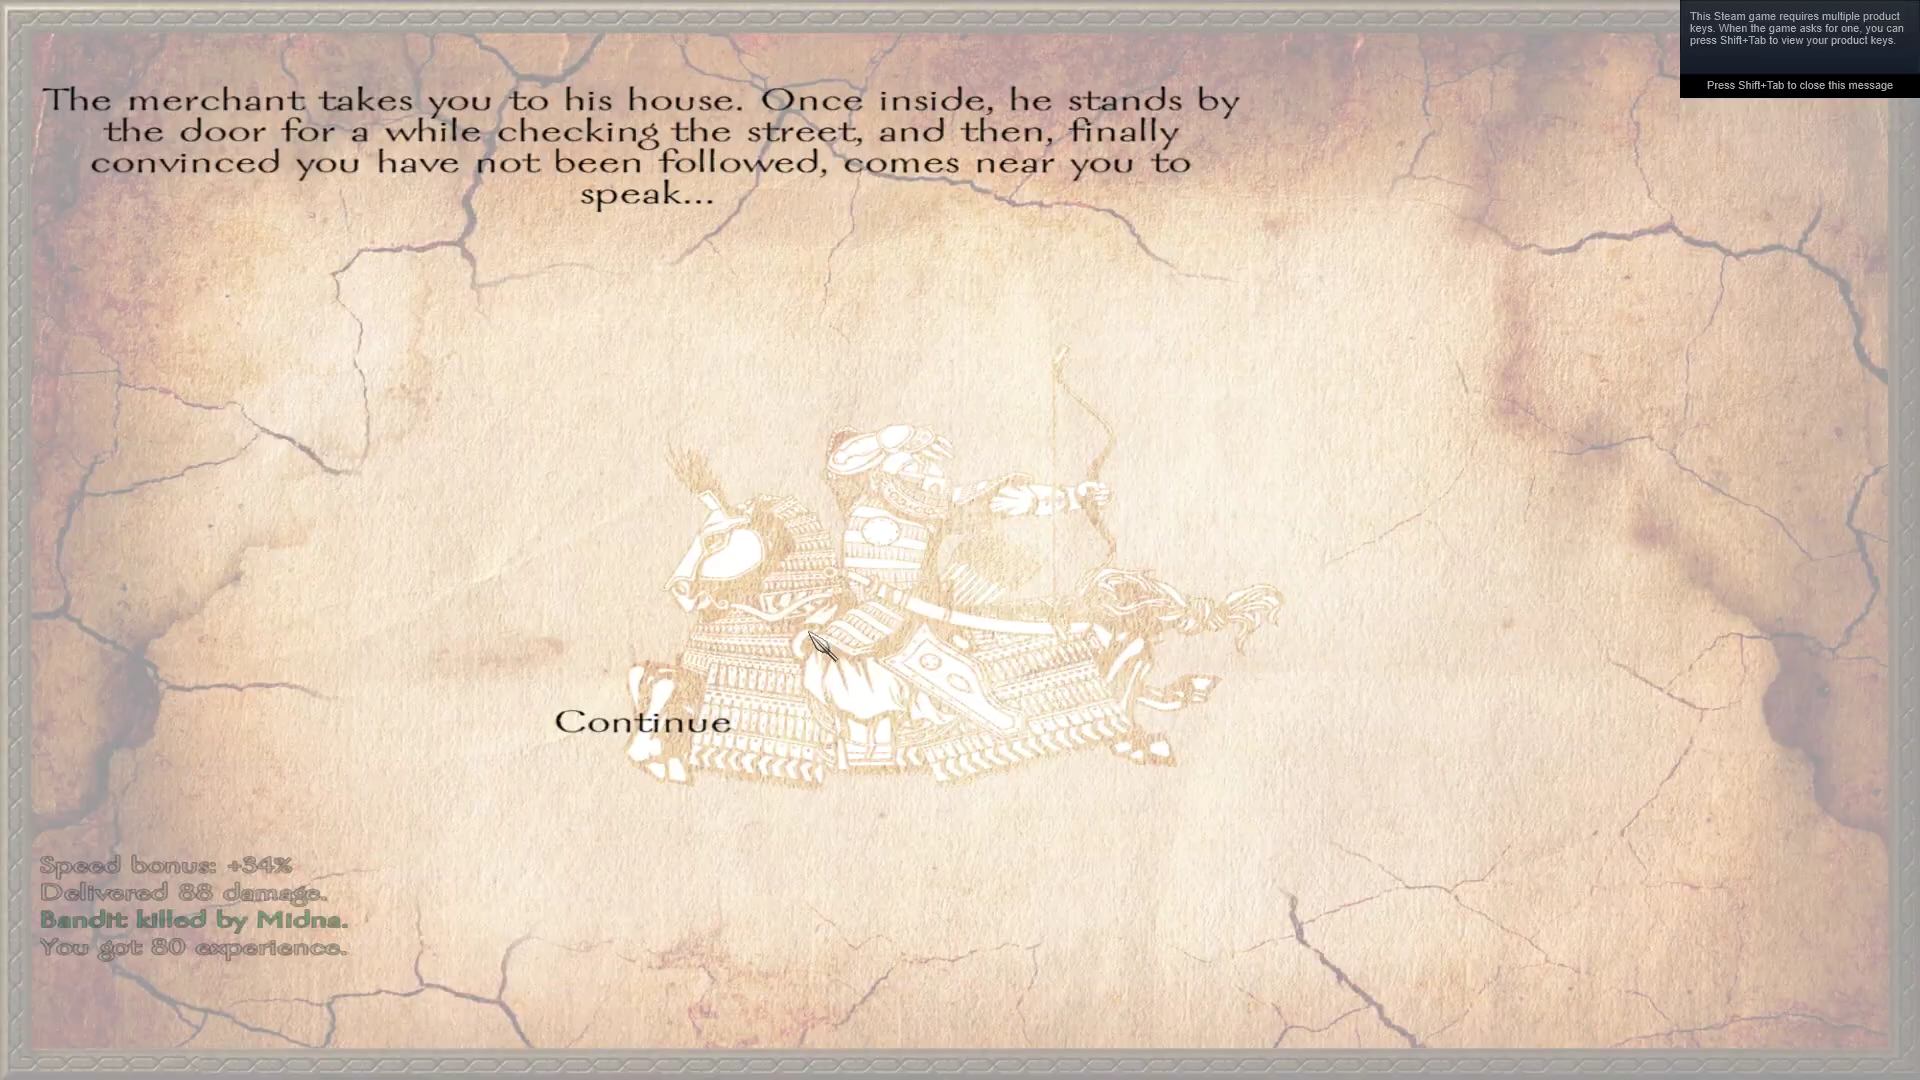 This Steam game requires multiple product
keys. When the game asks for one, you can
press Shift+Tab to view your product keys.
Press Shift+Tab to close this message
The merchant takes you to his house. Once inside, he stands by
the door for a while checking the street, and then, finally
convinced you have not been followed, comes near you to
speak...
Continue
Speed bonus: +34%
Delivered 88 damage.
Bandit killed by Midna.
You got 80 experience.